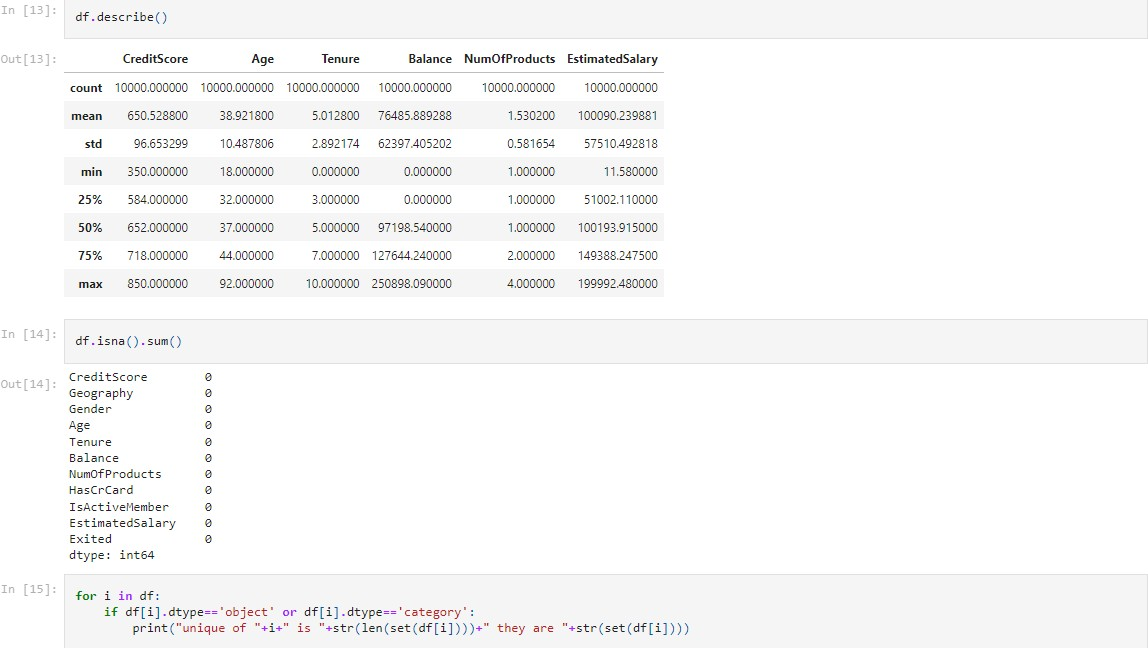 In [13]: df.describe()
Out[13]: CreditScore Age Tenure Balance NumOfProducts EstimatedSalary
count 10000.000000 10000.000000 10000.000000 10000.000000 10000.000000 10000.000000
mean 650.528800 38.921800 5.012800 76485.889288 1.530200 100090.239881
std 96.653299 10.487806 2.892174 62397.405202 0.581654 57510.492818
min 350.000000 18.000000 0.000000 0.000000 1.000000 11.580000
25% 584.000000 32.000000 3.000000 0.000000 1.000000 51002.110000
50% 652.000000 37.000000 5.000000 97198.540000 1.000000 100193.915000
75% 718.000000 44.000000 7.000000 127644.240000 2.000000 149388.247500
max 850.000000 92.000000 10.000000 250898.090000 4.000000 199992.480000
In [14]: df.isna().sum()
Out[14]: CreditScore 0
Geography 0
Gender 0
Age 0
Tenure 0
Balance 0
NumOfProducts 0
HasCrCard 0
IsActiveMember 0
EstimatedSalary 0
Exited 0
dtype: int64
In [15]: for i in df:
if df[i].dtype=='object' or df[i].dtype=='category':
print("unique of "+i+" is "+str(len(set(df[i])))+" they are "+str(set(df[i])))